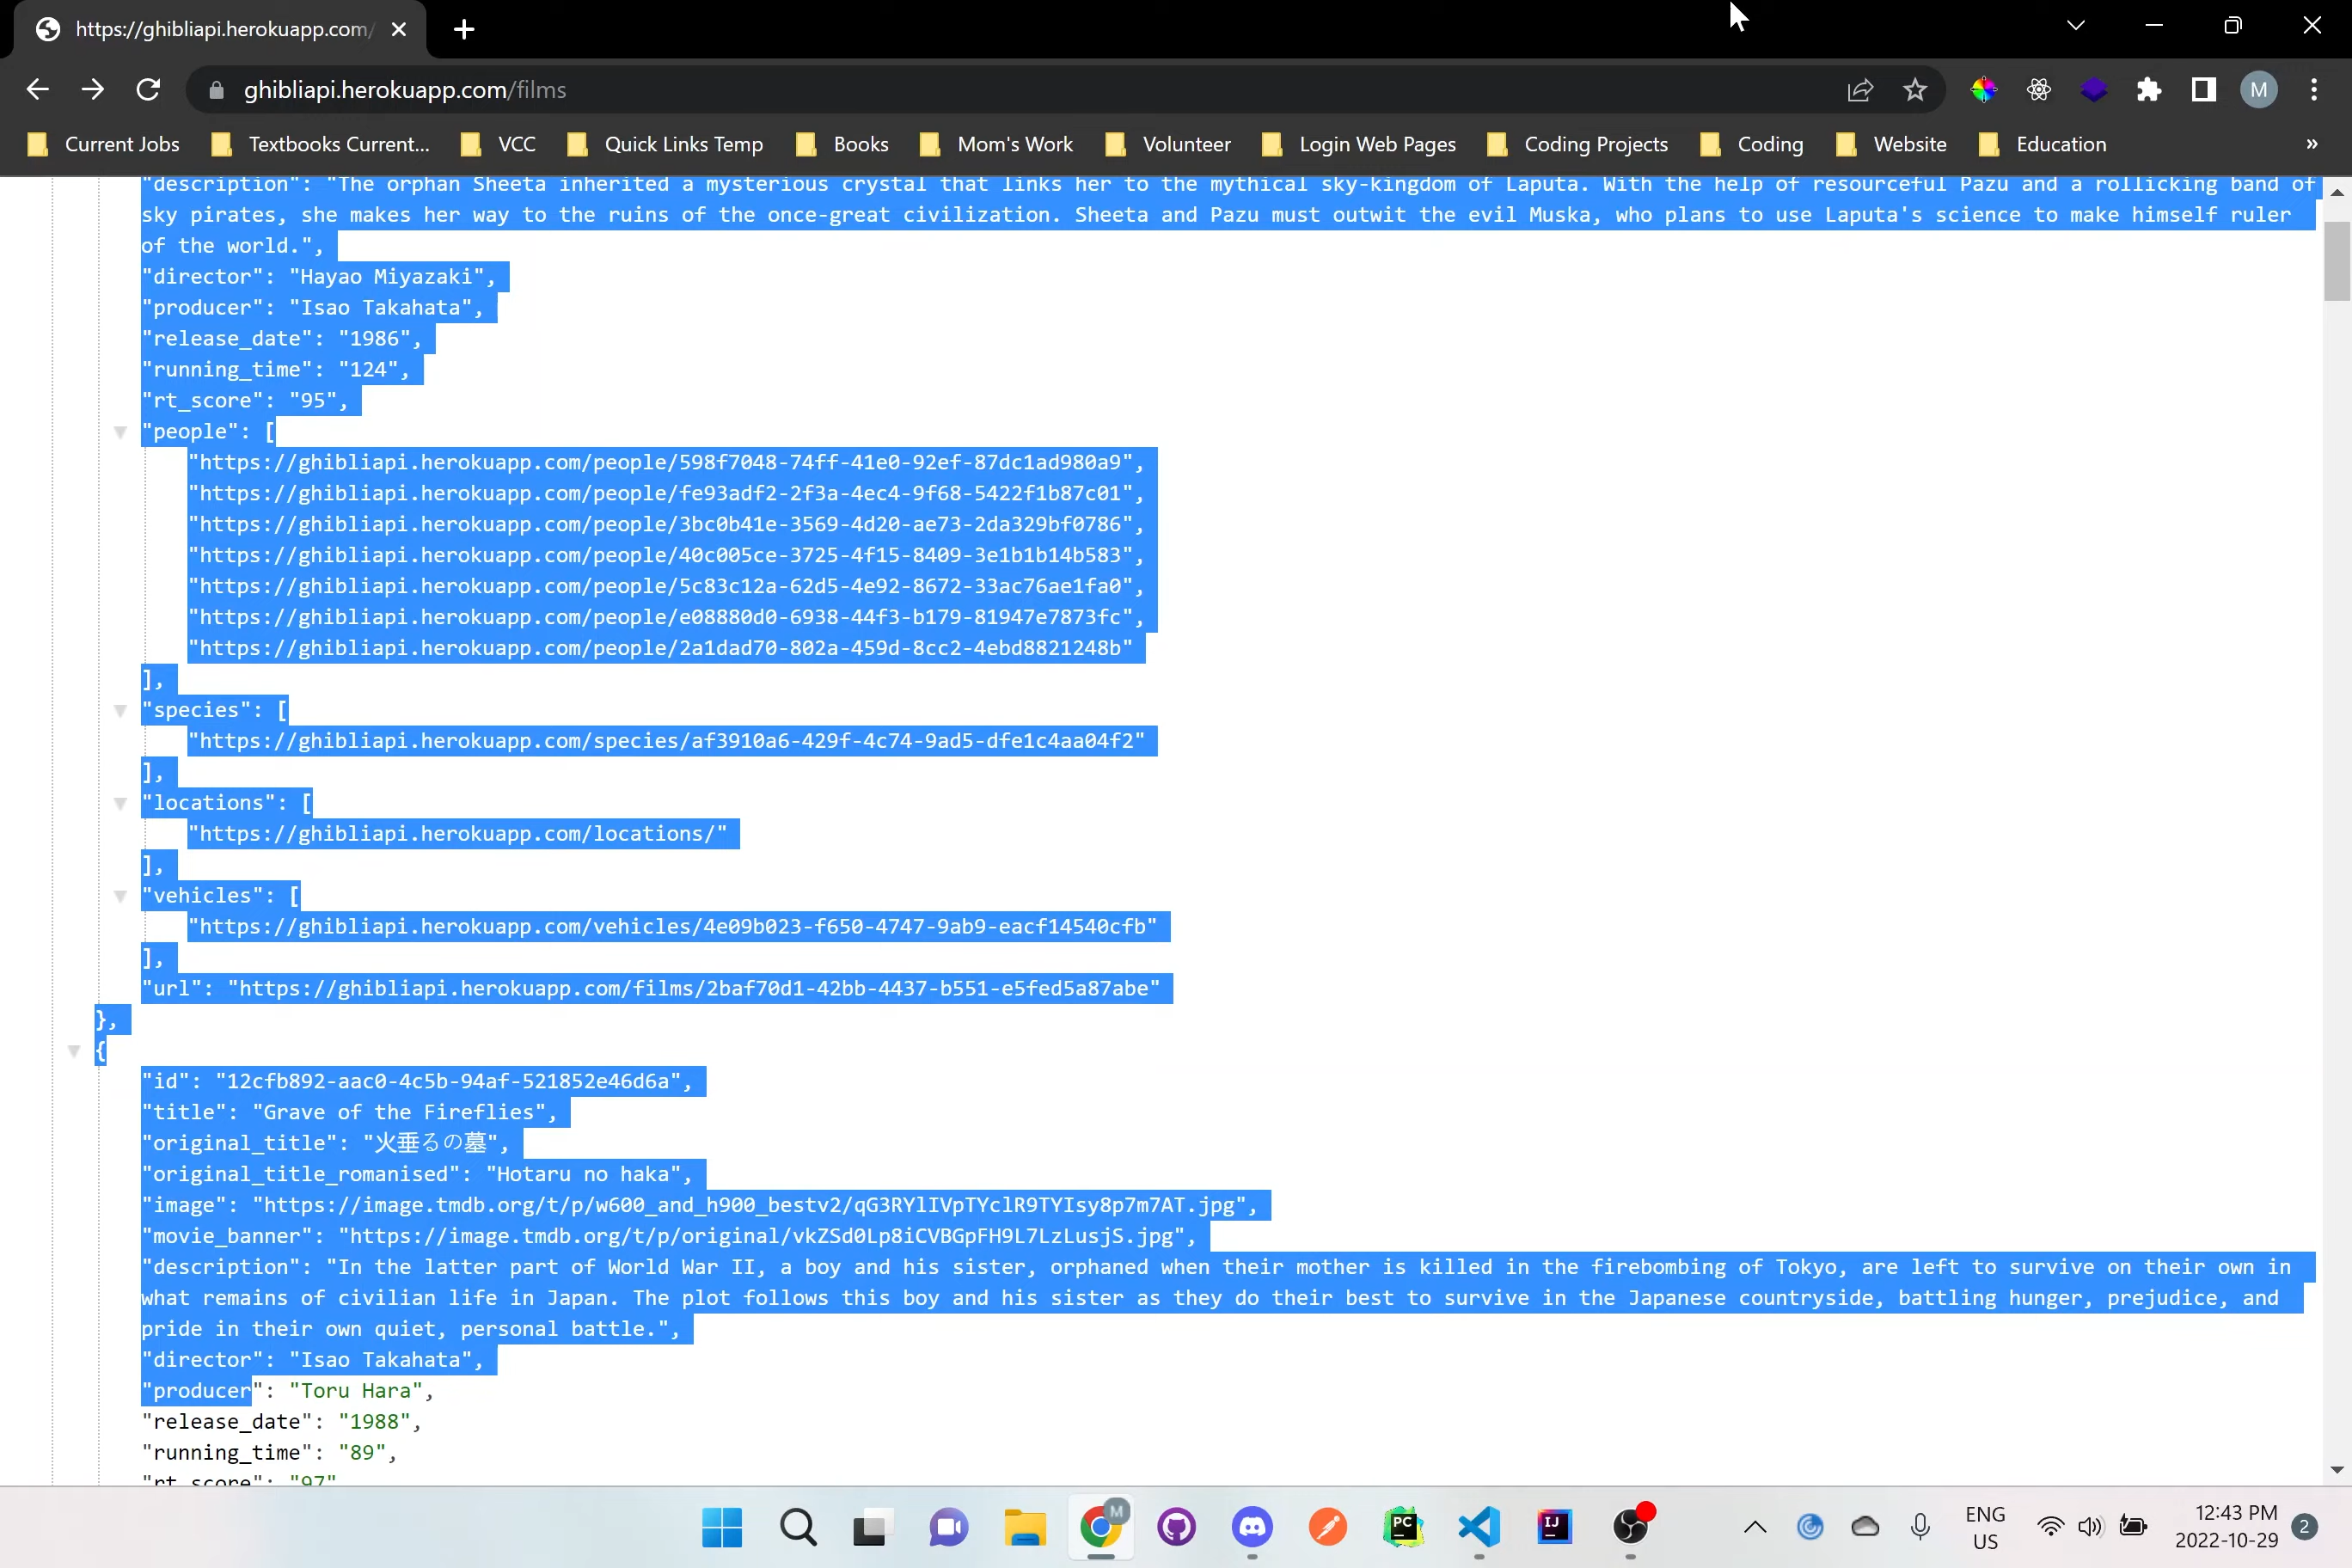 https://ghibliapi.herokuapp.com/
ghibliapi.herokuapp.com/films
M
Current Jobs
Textbooks Current...
VCC
Quick Links Temp
Books
Mom's Work
Volunteer
Login Web Pages
Coding Projects
Coding
Website
Education
»
"description": "The orphan Sheeta inherited a mysterious crystal that links her to the mythical sky-kingdom of Laputa. With the help of resourceful Pazu and a rollicking band of
sky pirates, she makes her way to the ruins of the once-great civilization. Sheeta and Pazu must outwit the evil Muska, who plans to use Laputa's science to make himself ruler
of the world.",
"director": "Hayao Miyazaki",
"producer": "Isao Takahata",
"release_date": "1986",
"running_time": "124",
"rt_score": "95",
"people": [
"https://ghibliapi.herokuapp.com/people/598f7048-74ff-41e0-92ef-87dc1ad980a9",
"https://ghibliapi.herokuapp.com/people/fe93adf2-2f3a-4ec4-9f68-5422f1b87c01",
"https://ghibliapi.herokuapp.com/people/3bc0b41e-3569-4d20-ae73-2da329bf0786",
"https://ghibliapi.herokuapp.com/people/40c005ce-3725-4f15-8409-3e1b1b14b583",
"https://ghibliapi.herokuapp.com/people/5c83c12a-62d5-4e92-8672-33ac76ae1fa0",
"https://ghibliapi.herokuapp.com/people/e08880d0-6938-44f3-b179-81947e7873fc",
"https://ghibliapi.herokuapp.com/people/2a1dad70-802a-459d-8cc2-4ebd8821248b"
],
"species": [
"https://ghibliapi.herokuapp.com/species/af3910a6-429f-4c74-9ad5-dfe1c4aa04f2"
],
"locations": [
"https://ghibliapi.herokuapp.com/locations/"
],
"vehicles": [
"https://ghibliapi.herokuapp.com/vehicles/4e09b023-f650-4747-9ab9-eacf14540cfb"
],
"url": "https://ghibliapi.herokuapp.com/films/2baf70d1-42bb-4437-b551-e5fed5a87abe"
},
{
"id": "12cfb892-aac0-4c5b-94af-521852e46d6a",
"title": "Grave of the Fireflies",
"original_title": "火垂るの墓",
"original_title_romanised": "Hotaru no haka",
"image": "https://image.tmdb.org/t/p/w600_and_h900_bestv2/qG3RYlIVpTYclR9TYIsy8p7m7AT.jpg",
"movie_banner": "https://image.tmdb.org/t/p/original/vkZSd0Lp8iCVBGpFH9L7LzLusjS.jpg",
"description": "In the latter part of World War II, a boy and his sister, orphaned when their mother is killed in the firebombing of Tokyo, are left to survive on their own in
what remains of civilian life in Japan. The plot follows this boy and his sister as they do their best to survive in the Japanese countryside, battling hunger, prejudice, and
pride in their own quiet, personal battle.",
"director": "Isao Takahata",
"producer": "Toru Hara",
"release_date": "1988",
"running_time": "89",
"rt_score": "97"
M
PC
IJ
ENG
US
12:43 PM
2022-10-29
2